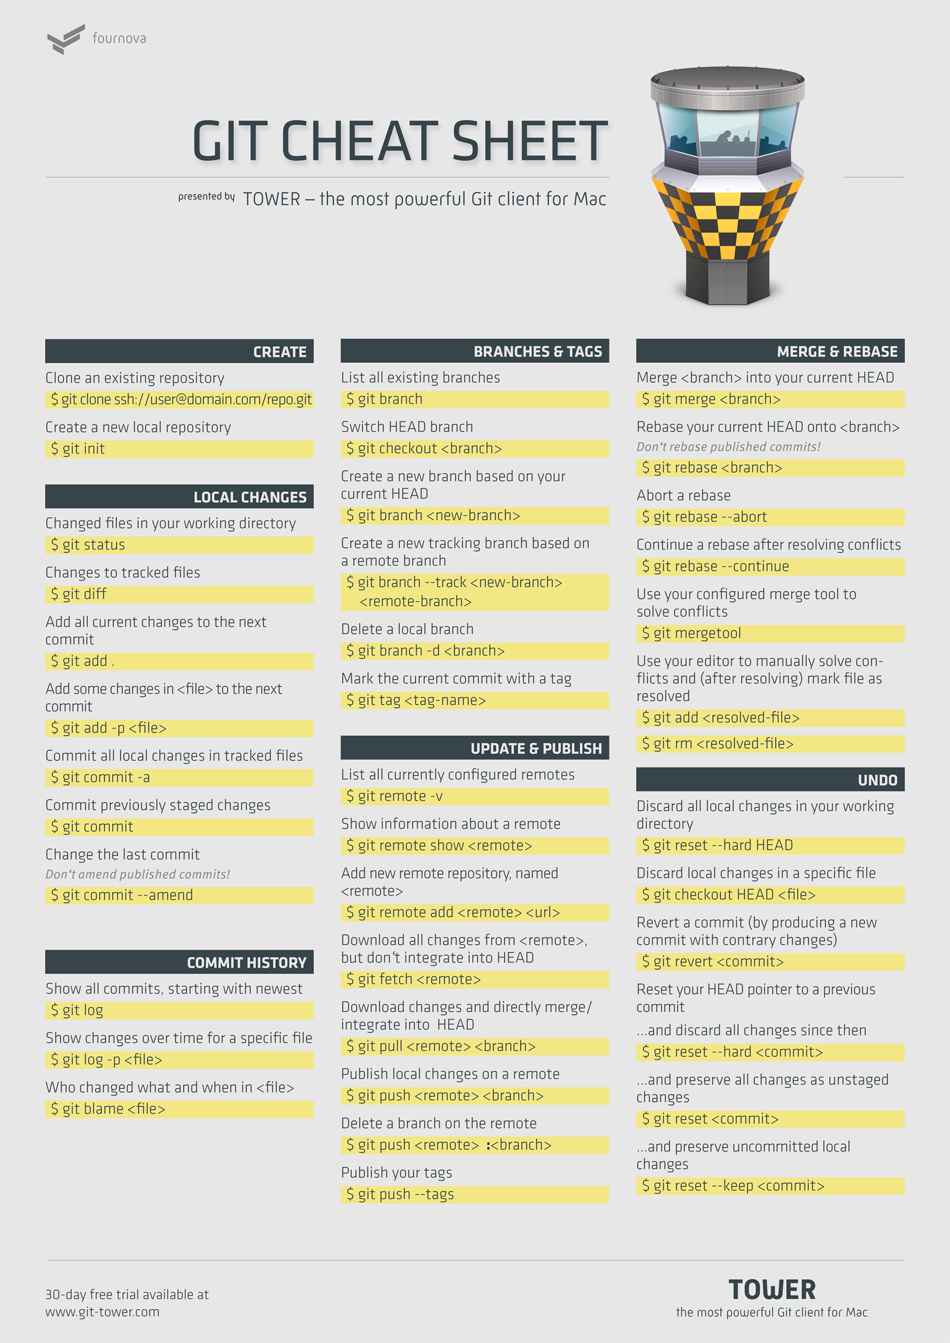 fournova
GIT CHEAT SHEET
presented by TOWER – the most powerful Git client for Mac
CREATE
Clone an existing repository
$ git clone ssh://user@domain.com/repo.git
Create a new local repository
$ git init
LOCAL CHANGES
Changed files in your working directory
$ git status
Changes to tracked files
$ git diff
Add all current changes to the next
commit
$ git add .
Add some changes in <file> to the next
commit
$ git add -p <file>
Commit all local changes in tracked files
$ git commit -a
Commit previously staged changes
$ git commit
Change the last commit
Don't amend published commits!
$ git commit --amend
COMMIT HISTORY
Show all commits, starting with newest
$ git log
Show changes over time for a specific file
$ git log -p <file>
Who changed what and when in <file>
$ git blame <file>
BRANCHES & TAGS
List all existing branches
$ git branch
Switch HEAD branch
$ git checkout <branch>
Create a new branch based on your
current HEAD
$ git branch <new-branch>
Create a new tracking branch based on
a remote branch
$ git branch --track <new-branch>
<remote-branch>
Delete a local branch
$ git branch -d <branch>
Mark the current commit with a tag
$ git tag <tag-name>
UPDATE & PUBLISH
List all currently configured remotes
$ git remote -v
Show information about a remote
$ git remote show <remote>
Add new remote repository, named
<remote>
$ git remote add <remote> <url>
Download all changes from <remote>,
but don't integrate into HEAD
$ git fetch <remote>
Download changes and directly merge/
integrate into HEAD
$ git pull <remote> <branch>
Publish local changes on a remote
$ git push <remote> <branch>
Delete a branch on the remote
$ git push <remote> :<branch>
Publish your tags
$ git push --tags
MERGE & REBASE
Merge <branch> into your current HEAD
$ git merge <branch>
Rebase your current HEAD onto <branch>
Don't rebase published commits!
$ git rebase <branch>
Abort a rebase
$ git rebase --abort
Continue a rebase after resolving conflicts
$ git rebase --continue
Use your configured merge tool to
solve conflicts
$ git mergetool
Use your editor to manually solve con-
flicts and (after resolving) mark file as
resolved
$ git add <resolved-file>
$ git rm <resolved-file>
UNDO
Discard all local changes in your working
directory
$ git reset --hard HEAD
Discard local changes in a specific file
$ git checkout HEAD <file>
Revert a commit (by producing a new
commit with contrary changes)
$ git revert <commit>
Reset your HEAD pointer to a previous
commit
...and discard all changes since then
$ git reset --hard <commit>
...and preserve all changes as unstaged
changes
$ git reset <commit>
...and preserve uncommitted local
changes
$ git reset --keep <commit>
30-day free trial available at
www.git-tower.com
TOWER
the most powerful Git client for Mac